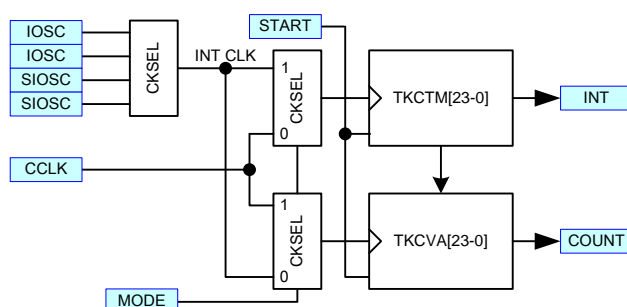 IOSC
START
IOSC
INT CLK
SIOSC
CKSEL
1
CKSEL
TKCTM[23-0]
INT
SIOSC
0
CCLK
1
CKSEL
TKCVA[23-0]
COUNT
0
MODE